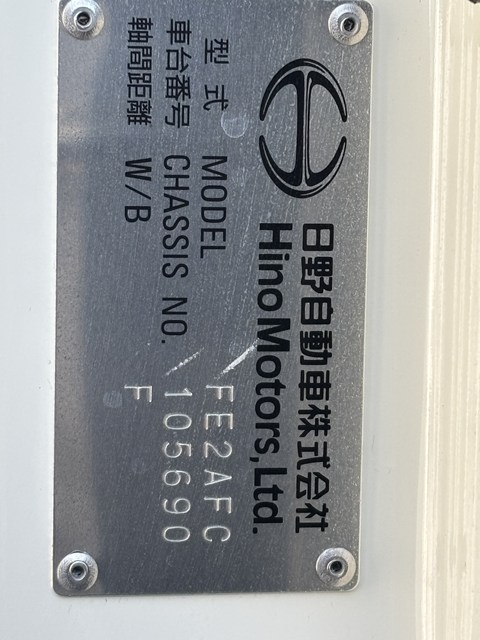 日野自動車株式会社
Hino Motors, Ltd.
型式 MODEL FE2AFC
車台番号 CHASSIS NO. 105690
軸間距離 W/B F